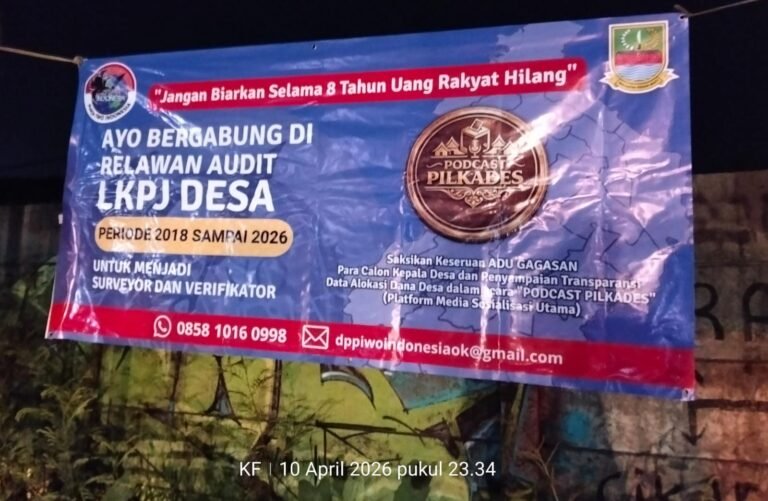 "Jangan Biarkan Selama 8 Tahun Uang Rakyat Hilang"
AYO BERGABUNG DI
RELAWAN AUDIT
LKPJ DESA
PERIODE 2018 SAMPAI 2026
UNTUK MENJADI
SURVEYOR DAN VERIFIKATOR
PODCAST
PILKADES
Saksikan Keseruan ADU GAGASAN
Para Calon Kepala Desa dan Penyempaian Transparansi
Data Alokasi Dana Desa dalam acara "PODCAST PILKADES"
(Platform Media Sosialisasi Utama)
0858 1016 0998
dppiwoindonesiaok@gmail.com
KF | 10 April 2026 pukul 23.34